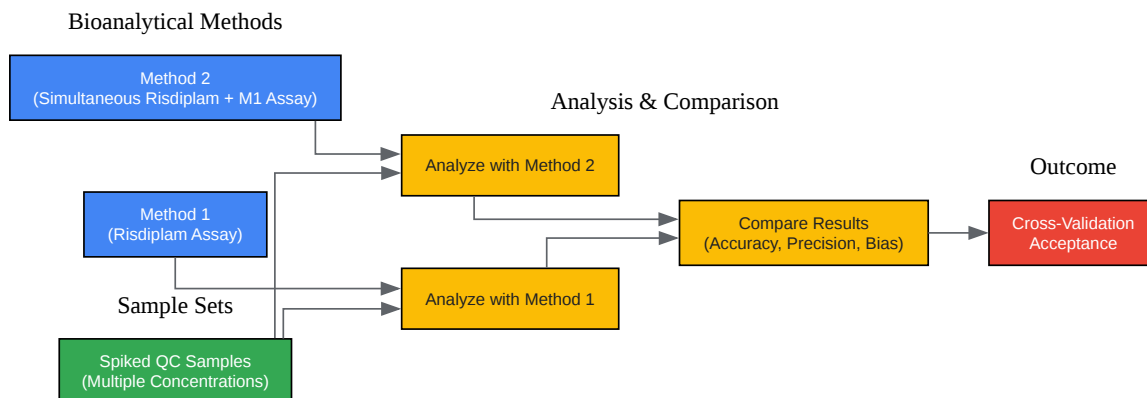 Bioanalytical Methods
Method 2
(Simultaneous Risdiplam + M1 Assay)
Analysis & Comparison
Analyze with Method 2
Outcome
Method 1
(Risdiplam Assay)
Compare Results
(Accuracy, Precision, Bias)
Cross-Validation
Acceptance
Sample Sets
Analyze with Method 1
Spiked QC Samples
(Multiple Concentrations)